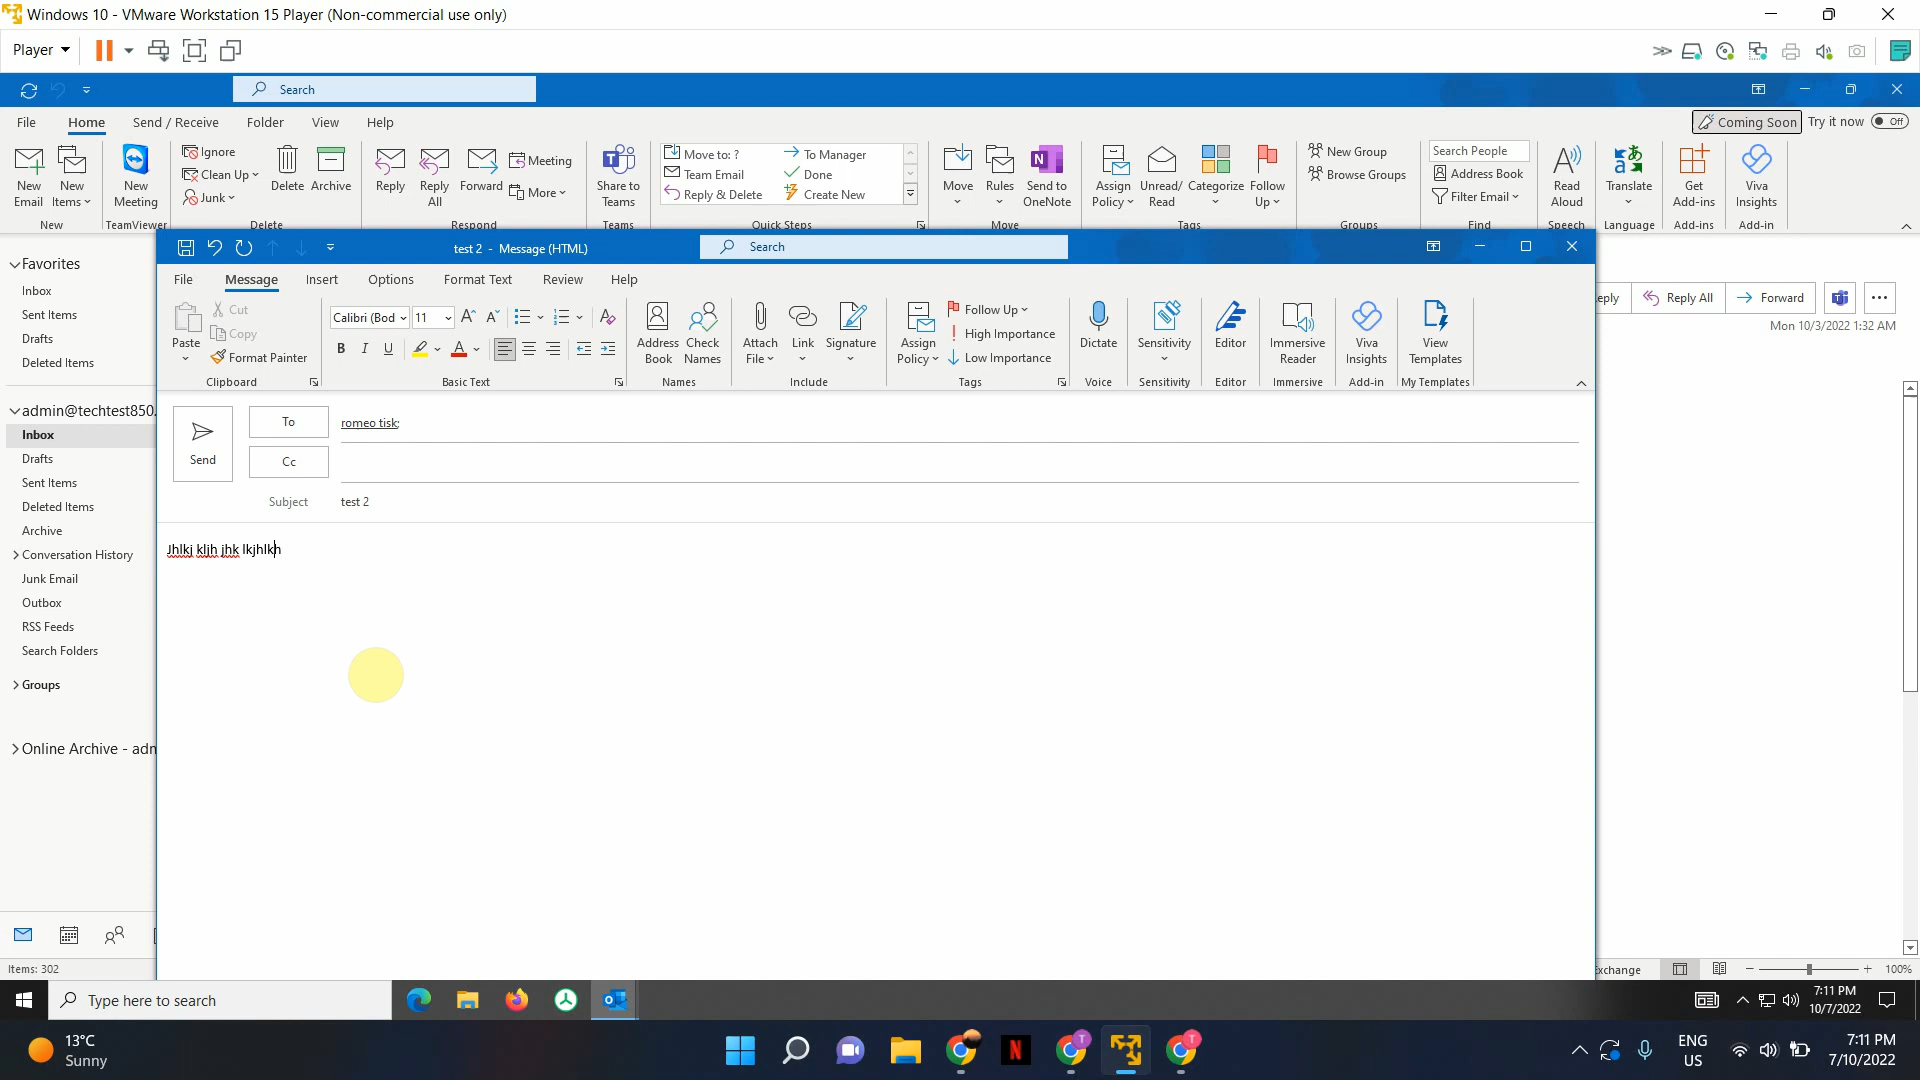 Windows 10 - VMware Workstation 15 Player (Non-commercial use only)
Player
Search
File Home Send / Receive Folder View Help
Coming Soon Try it now Off
New Email
New Items
New
New Meeting
TeamViewer
Ignore
Clean Up
Junk
Delete
Archive
Delete
Reply
Reply All
Forward
Meeting
More
Respond
Share to Teams
Teams
Move to: ?
Team Email
Reply & Delete
To Manager
Done
Create New
Quick Steps
Move
Rules
Send to OneNote
Move
Assign Policy
Unread/ Read
Categorize
Follow Up
Tags
New Group
Browse Groups
Groups
Search People
Address Book
Filter Email
Find
Read Aloud
Speech
Translate
Language
Get Add-ins
Add-ins
Viva Insights
Add-in
Favorites
Inbox
Sent Items
Drafts
Deleted Items
admin@techtest850.
Inbox
Drafts
Sent Items
Deleted Items
Archive
Conversation History
Junk Email
Outbox
RSS Feeds
Search Folders
Groups
Online Archive - adm
Items: 302
test 2 - Message (HTML)
Search
File Message Insert Options Format Text Review Help
Paste
Cut
Copy
Format Painter
Clipboard
Calibri (Bod 11
B I U
Basic Text
Address Book
Check Names
Names
Attach File
Link
Signature
Include
Assign Policy
Follow Up
High Importance
Low Importance
Tags
Dictate
Voice
Sensitivity
Sensitivity
Editor
Editor
Immersive Reader
Immersive
Viva Insights
Add-in
View Templates
My Templates
Send
To romeo tisk;
Cc
Subject test 2
Jhlkj kljh jhk lkjhlkh
eply Reply All Forward
Mon 10/3/2022 1:32 AM
xchange 100%
Type here to search
7:11 PM
10/7/2022
13°C
Sunny
ENG
US
7:11 PM
7/10/2022